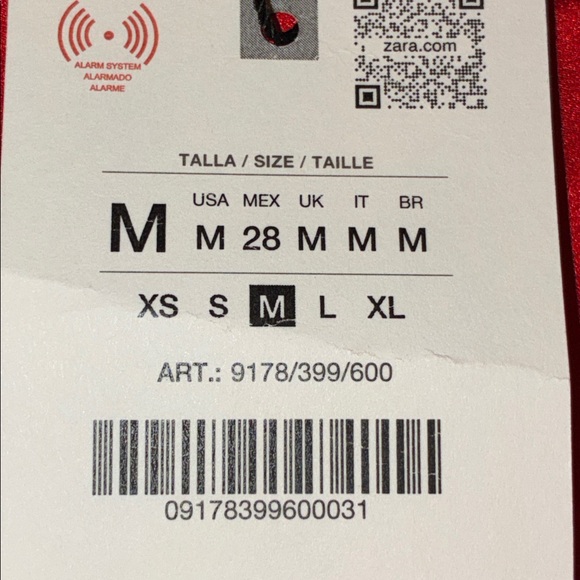 ALARM SYSTEM
ALARMADO
ALARME
zara.com
TALLA / SIZE / TAILLE
USA MEX UK IT BR
M M 28 M M M
XS S M L XL
ART.: 9178/399/600
09178399600031